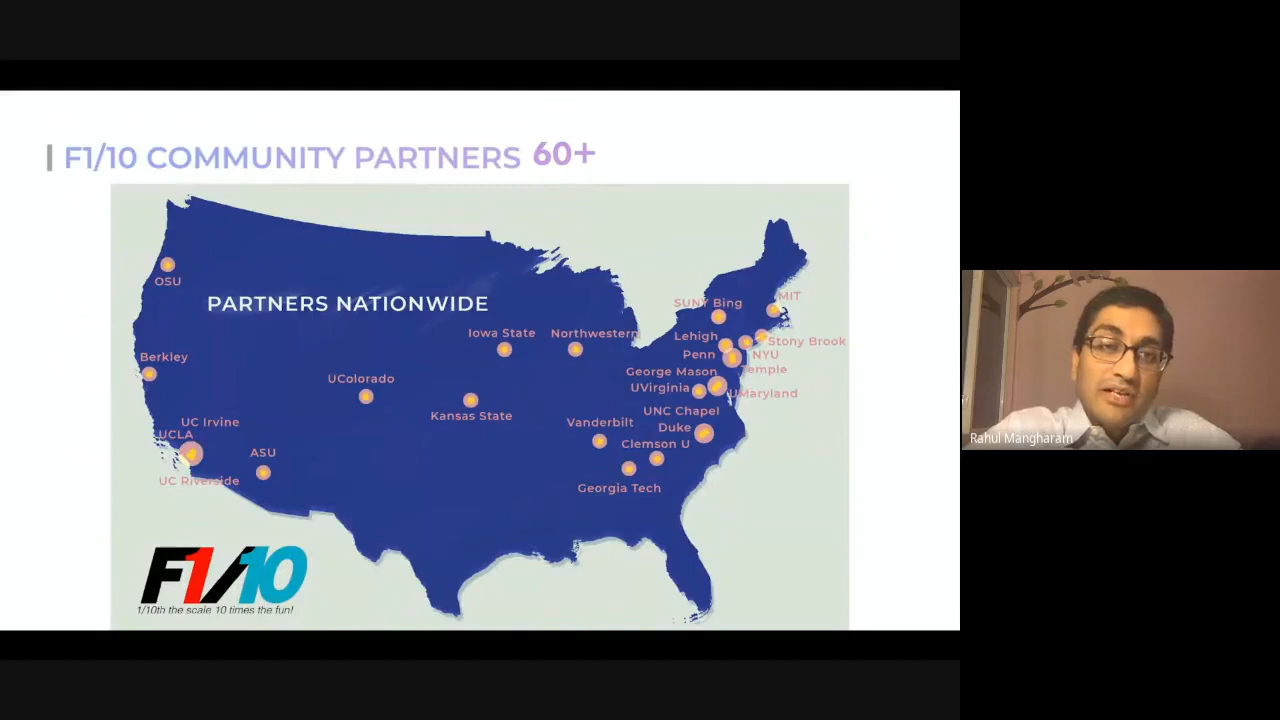 F1/10 COMMUNITY PARTNERS 60+
PARTNERS NATIONWIDE
OSU
Berkley
UC Irvine
UCLA
UC Riverside
ASU
UColorado
Kansas State
Iowa State
Northwestern
SUNY Bing
MIT
Lehigh
Stony Brook
Penn
NYU
Temple
George Mason
UVirginia
UMaryland
UNC Chapel
Duke
Vanderbilt
Clemson U
Georgia Tech
F1/10
1/10th the scale 10 times the fun!
Rahul Mangharam